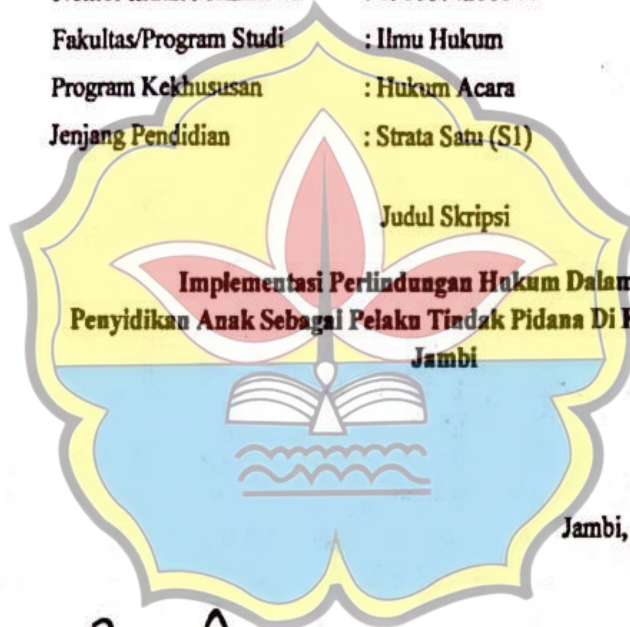 Fakultas/Program Studi : Ilmu Hukum
Program Kekhususan : Hukum Acara
Jenjang Pendidian : Strata Satu (S1)
Judul Skripsi
Implementasi Perlindungan Hukum Dalam
Penyidikan Anak Sebagai Pelaku Tindak Pidana Di
Jambi
Jambi,